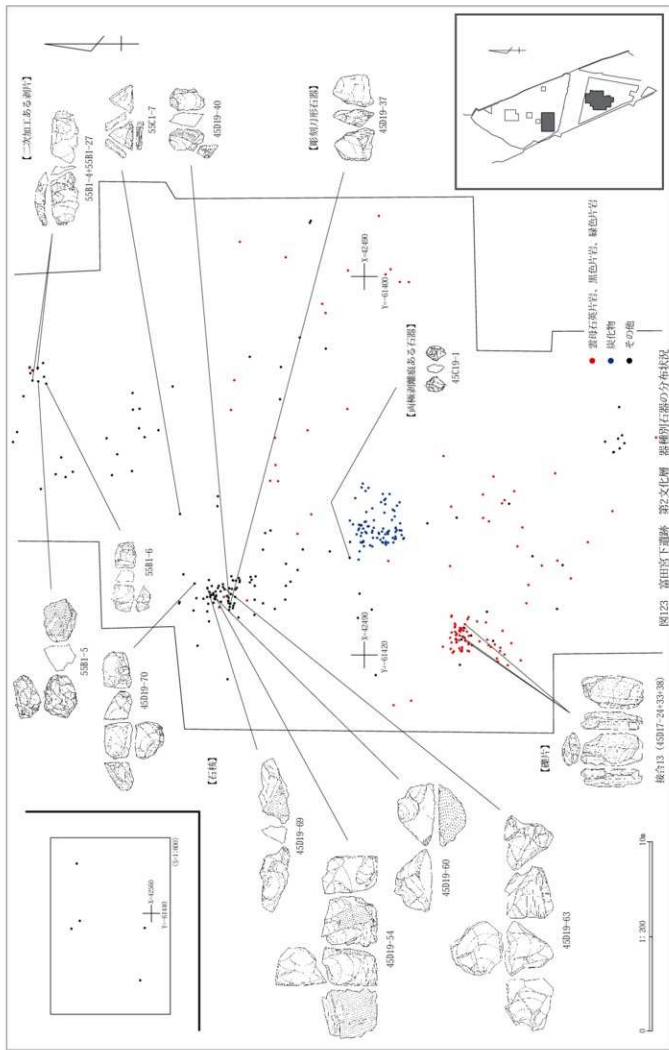 【二次加工ある剥片】
55B1-4+55B1-27
55C1-7
45D19-40
【彫刻刀形石器】
45D19-37
55B1-5
55B1-6
45D19-70
【石核】
45D19-69
45D19-54
45D19-60
45D19-63
【両極剥離痕ある石器】
45C19-1
【礫片】
接合13 (45D17-24+33+38)
X=-42490
Y=-61400
X=-42490
Y=-61420
(S=1:800)
X=-42560
Y=-61440
雲母石英片岩、黒色片岩、緑色片岩
炭化物
その他
0
1:200
10m
図123 富田宮下遺跡 第2文化層 器種別石器の分布状況